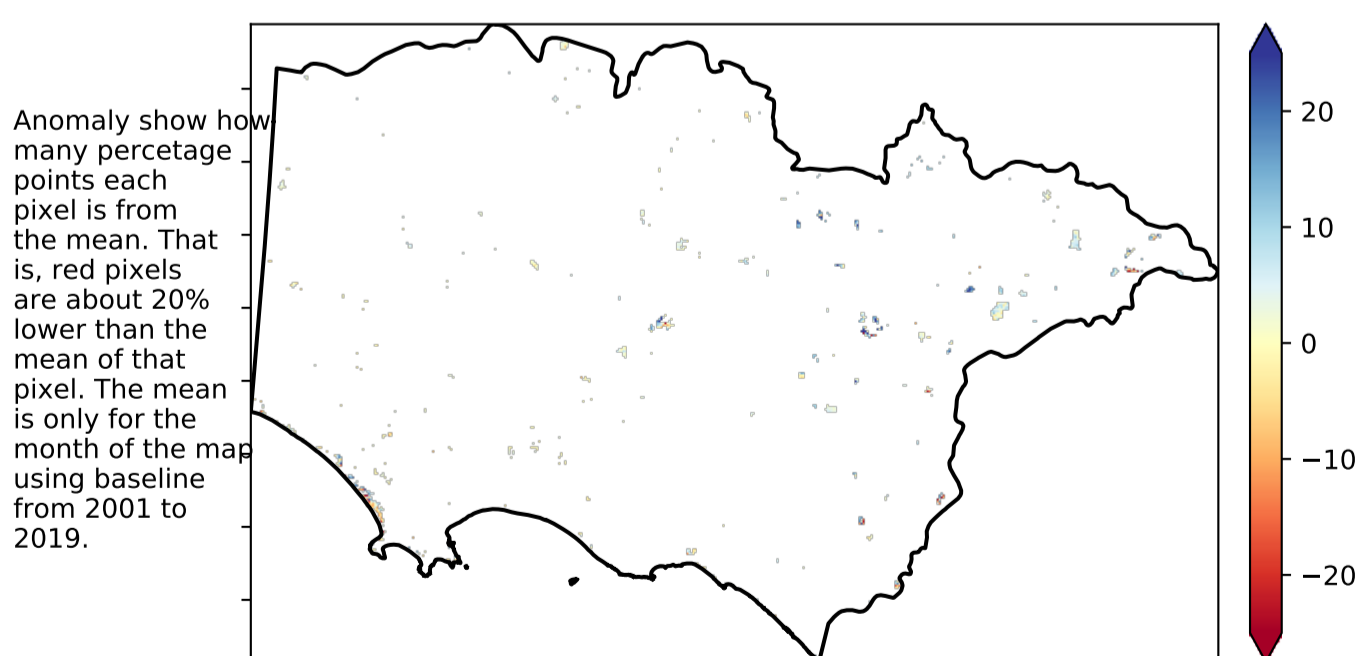 Anomaly show how
many percetage
points each
pixel is from
the mean. That
is, red pixels
are about 20%
lower than the
mean of that
pixel. The mean
is only for the
month of the map
using baseline
from 2001 to
2019.
20
10
0
−10
−20